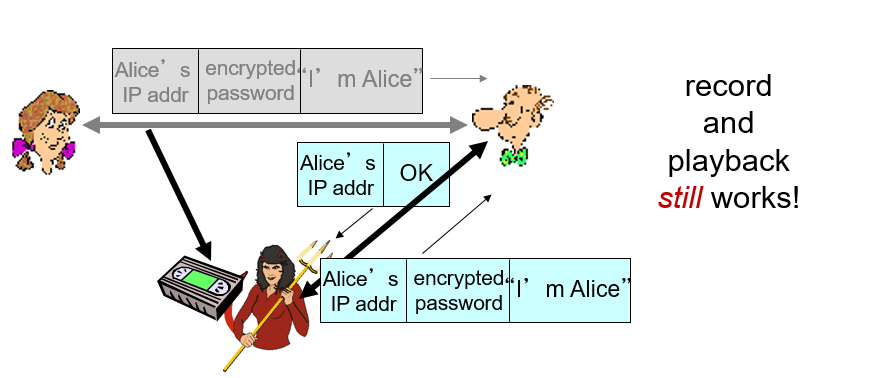 Alice’s
IP addr
encrypted
password
“I’m Alice”
record
and
playback
still works!
Alice’s
IP addr
OK
Alice’s
IP addr
encrypted
password
“I’m Alice”